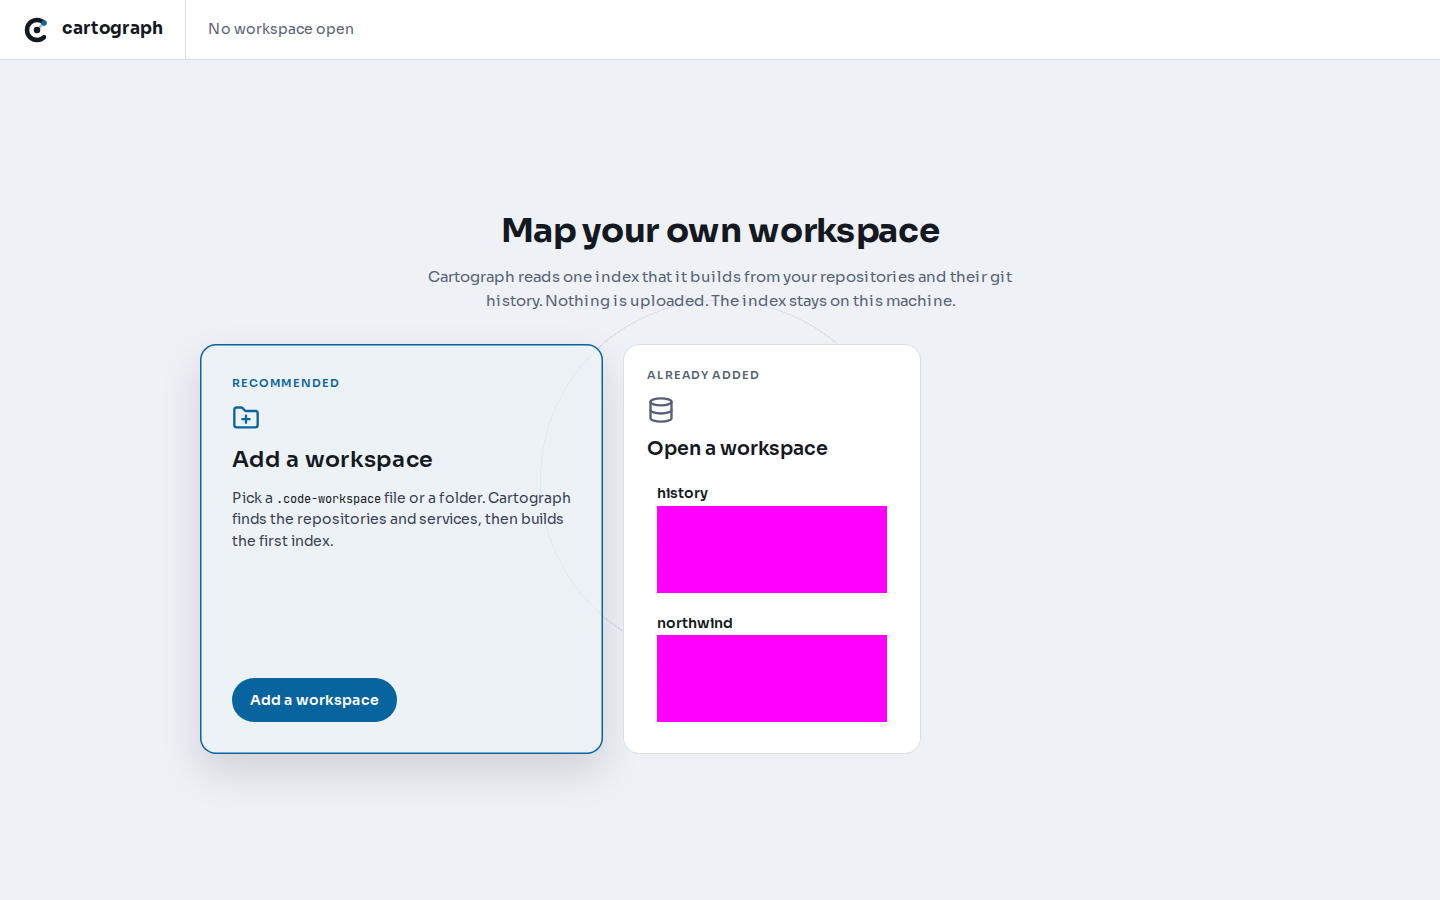 cartograph
No workspace open
Map your own workspace
Cartograph reads one index that it builds from your repositories and their git
history. Nothing is uploaded. The index stays on this machine.
RECOMMENDED
Add a workspace
Pick a .code-workspace file or a folder. Cartograph
finds the repositories and services, then builds
the first index.
Add a workspace
ALREADY ADDED
Open a workspace
history
northwind